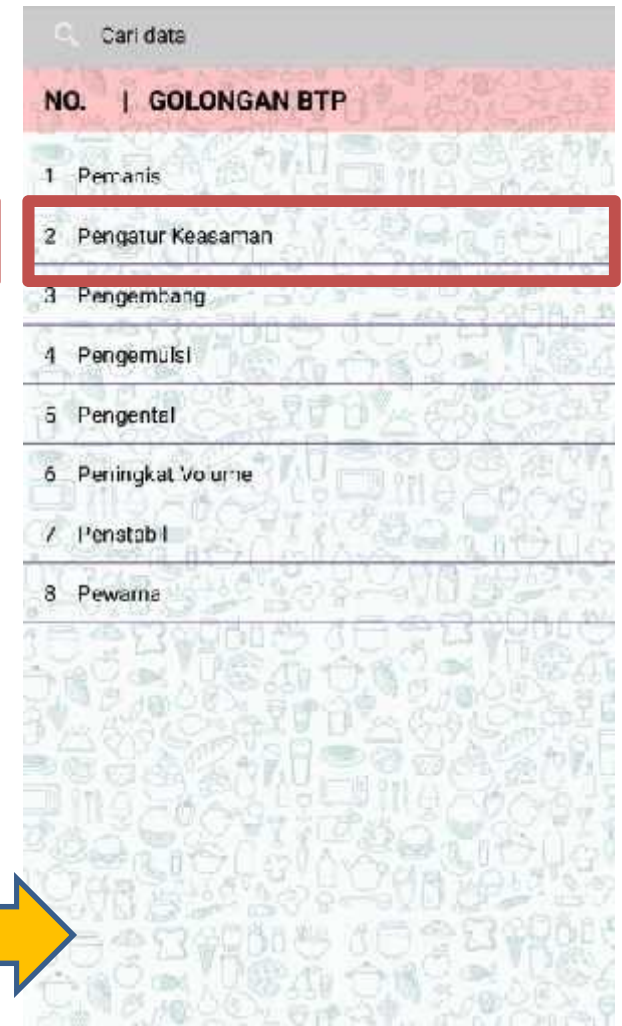 Cari data
NO. | GOLONGAN BTP
1 Pemanis
2 Pengatur Keasaman
3 Pengembang
4 Pengemulsi
5 Pengental
6 Peningkat Volume
7 Penstabil
8 Pewarna